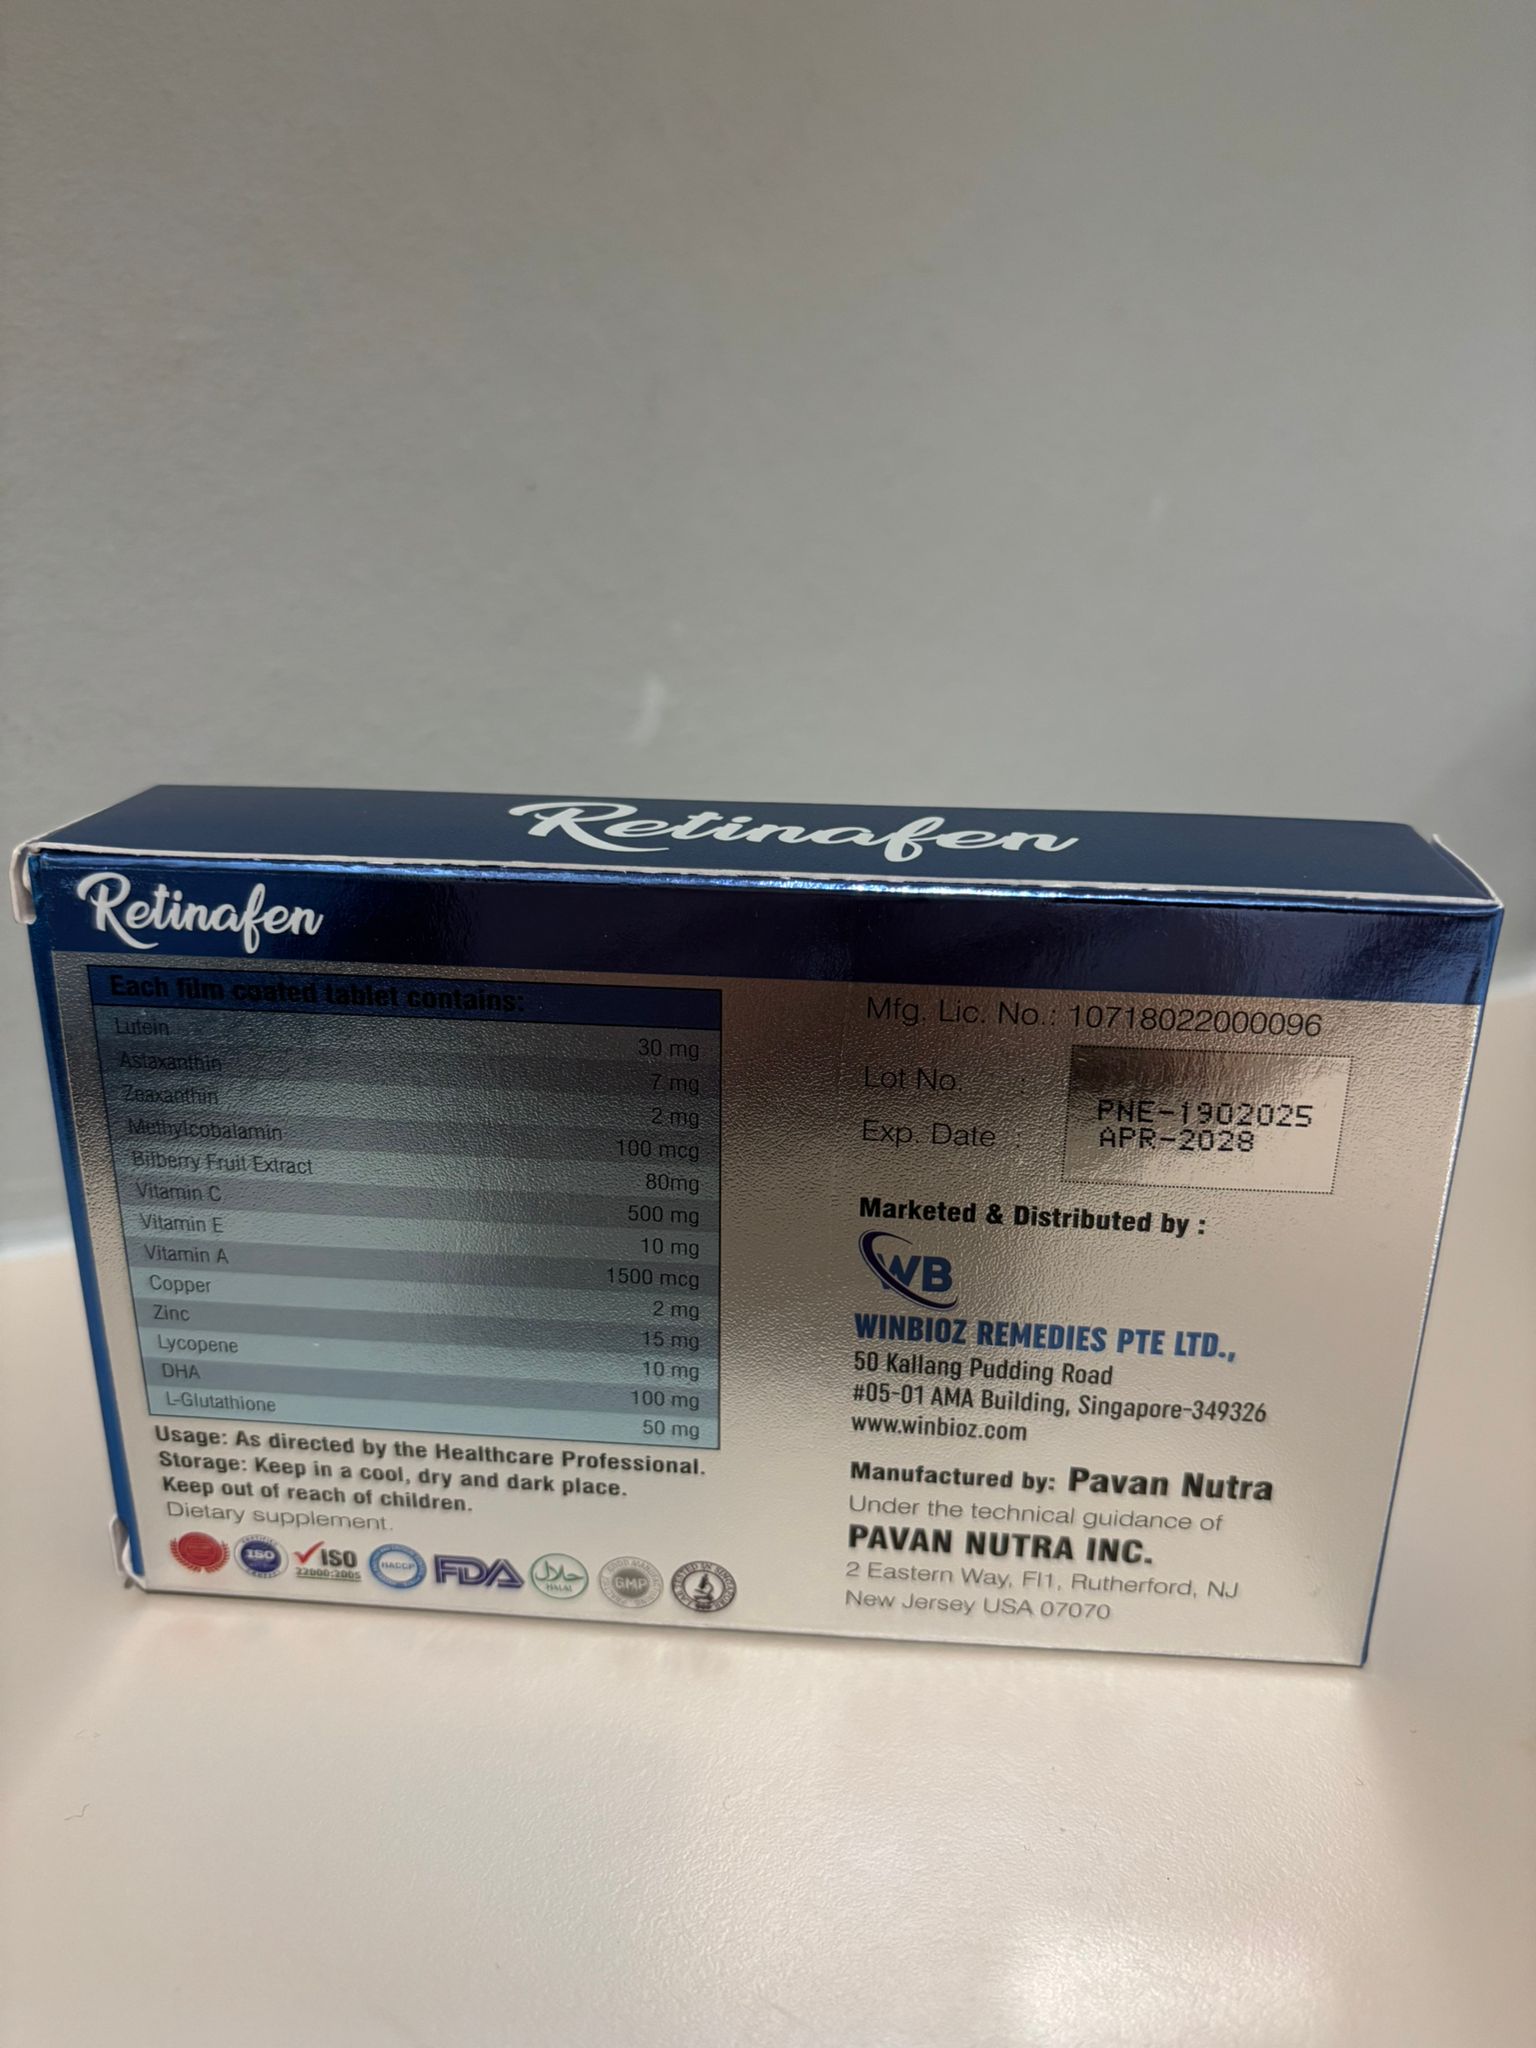 Retinafen
Retinafen
Each film coated tablet contains:
Lutein 30 mg
Astaxanthin 7 mg
Zeaxanthin 2 mg
Methylcobalamin 100 mcg
Bilberry Fruit Extract 80mg
Vitamin C 500 mg
Vitamin E 10 mg
Vitamin A 1500 mcg
Copper 2 mg
Zinc 15 mg
Lycopene 10 mg
DHA 100 mg
L-Glutathione 50 mg
Usage: As directed by the Healthcare Professional.
Storage: Keep in a cool, dry and dark place.
Keep out of reach of children.
Dietary supplement.
ISO
ISO
22000:2005
HACCP
FDA
حلال
HALAL
GMP
LAB TESTED IN SINGAPORE
Mfg. Lic. No.: 10718022000096
Lot No. : PNE-1902025
Exp. Date : APR-2028
Marketed & Distributed by :
WB
WINBIOZ REMEDIES PTE LTD.,
50 Kallang Pudding Road
#05-01 AMA Building, Singapore-349326
www.winbioz.com
Manufactured by: Pavan Nutra
Under the technical guidance of
PAVAN NUTRA INC.
2 Eastern Way, Fl1, Rutherford, NJ
New Jersey USA 07070